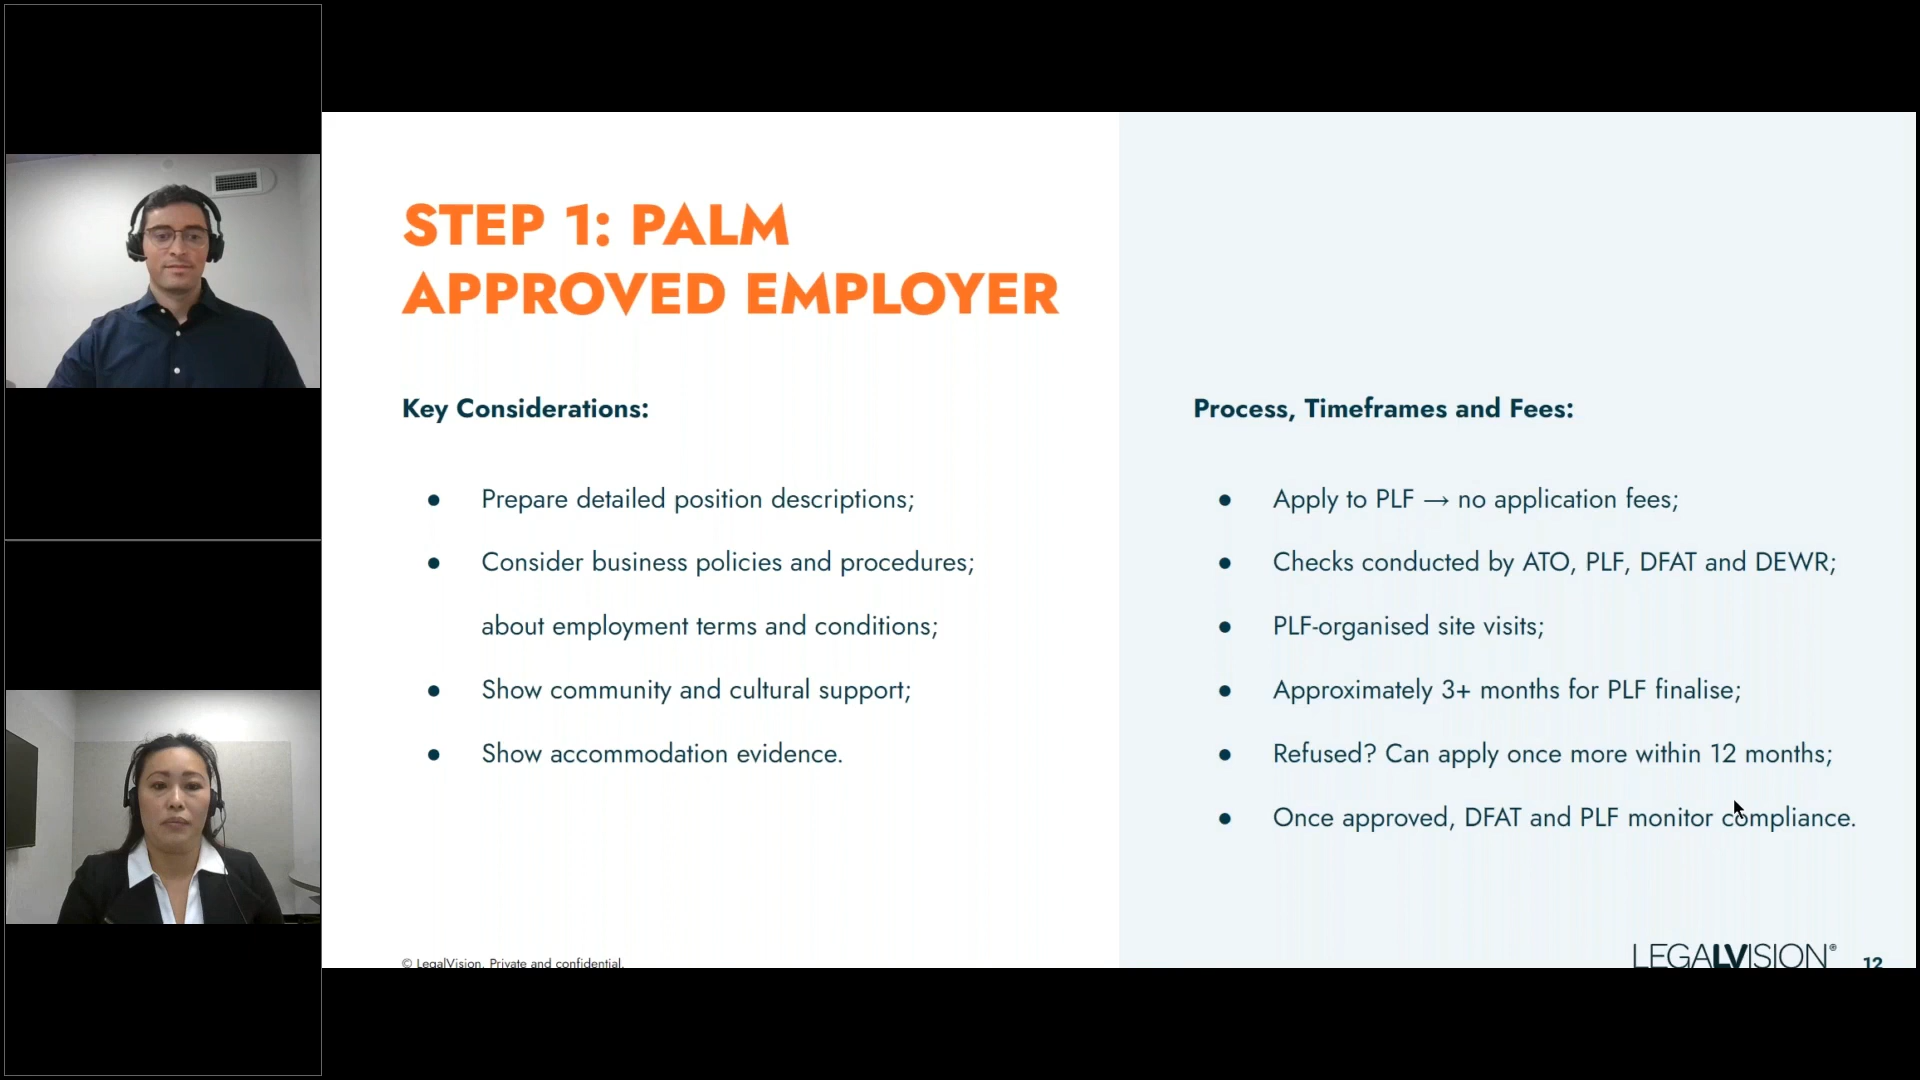 STEP 1: PALM
APPROVED EMPLOYER
Key Considerations:
● Prepare detailed position descriptions;
● Consider business policies and procedures;
about employment terms and conditions;
● Show community and cultural support;
● Show accommodation evidence.
© LegalVision. Private and confidential.
Process, Timeframes and Fees:
● Apply to PLF → no application fees;
● Checks conducted by ATO, PLF, DFAT and DEWR;
● PLF-organised site visits;
● Approximately 3+ months for PLF finalise;
● Refused? Can apply once more within 12 months;
● Once approved, DFAT and PLF monitor compliance.
LEGALVISION®
12